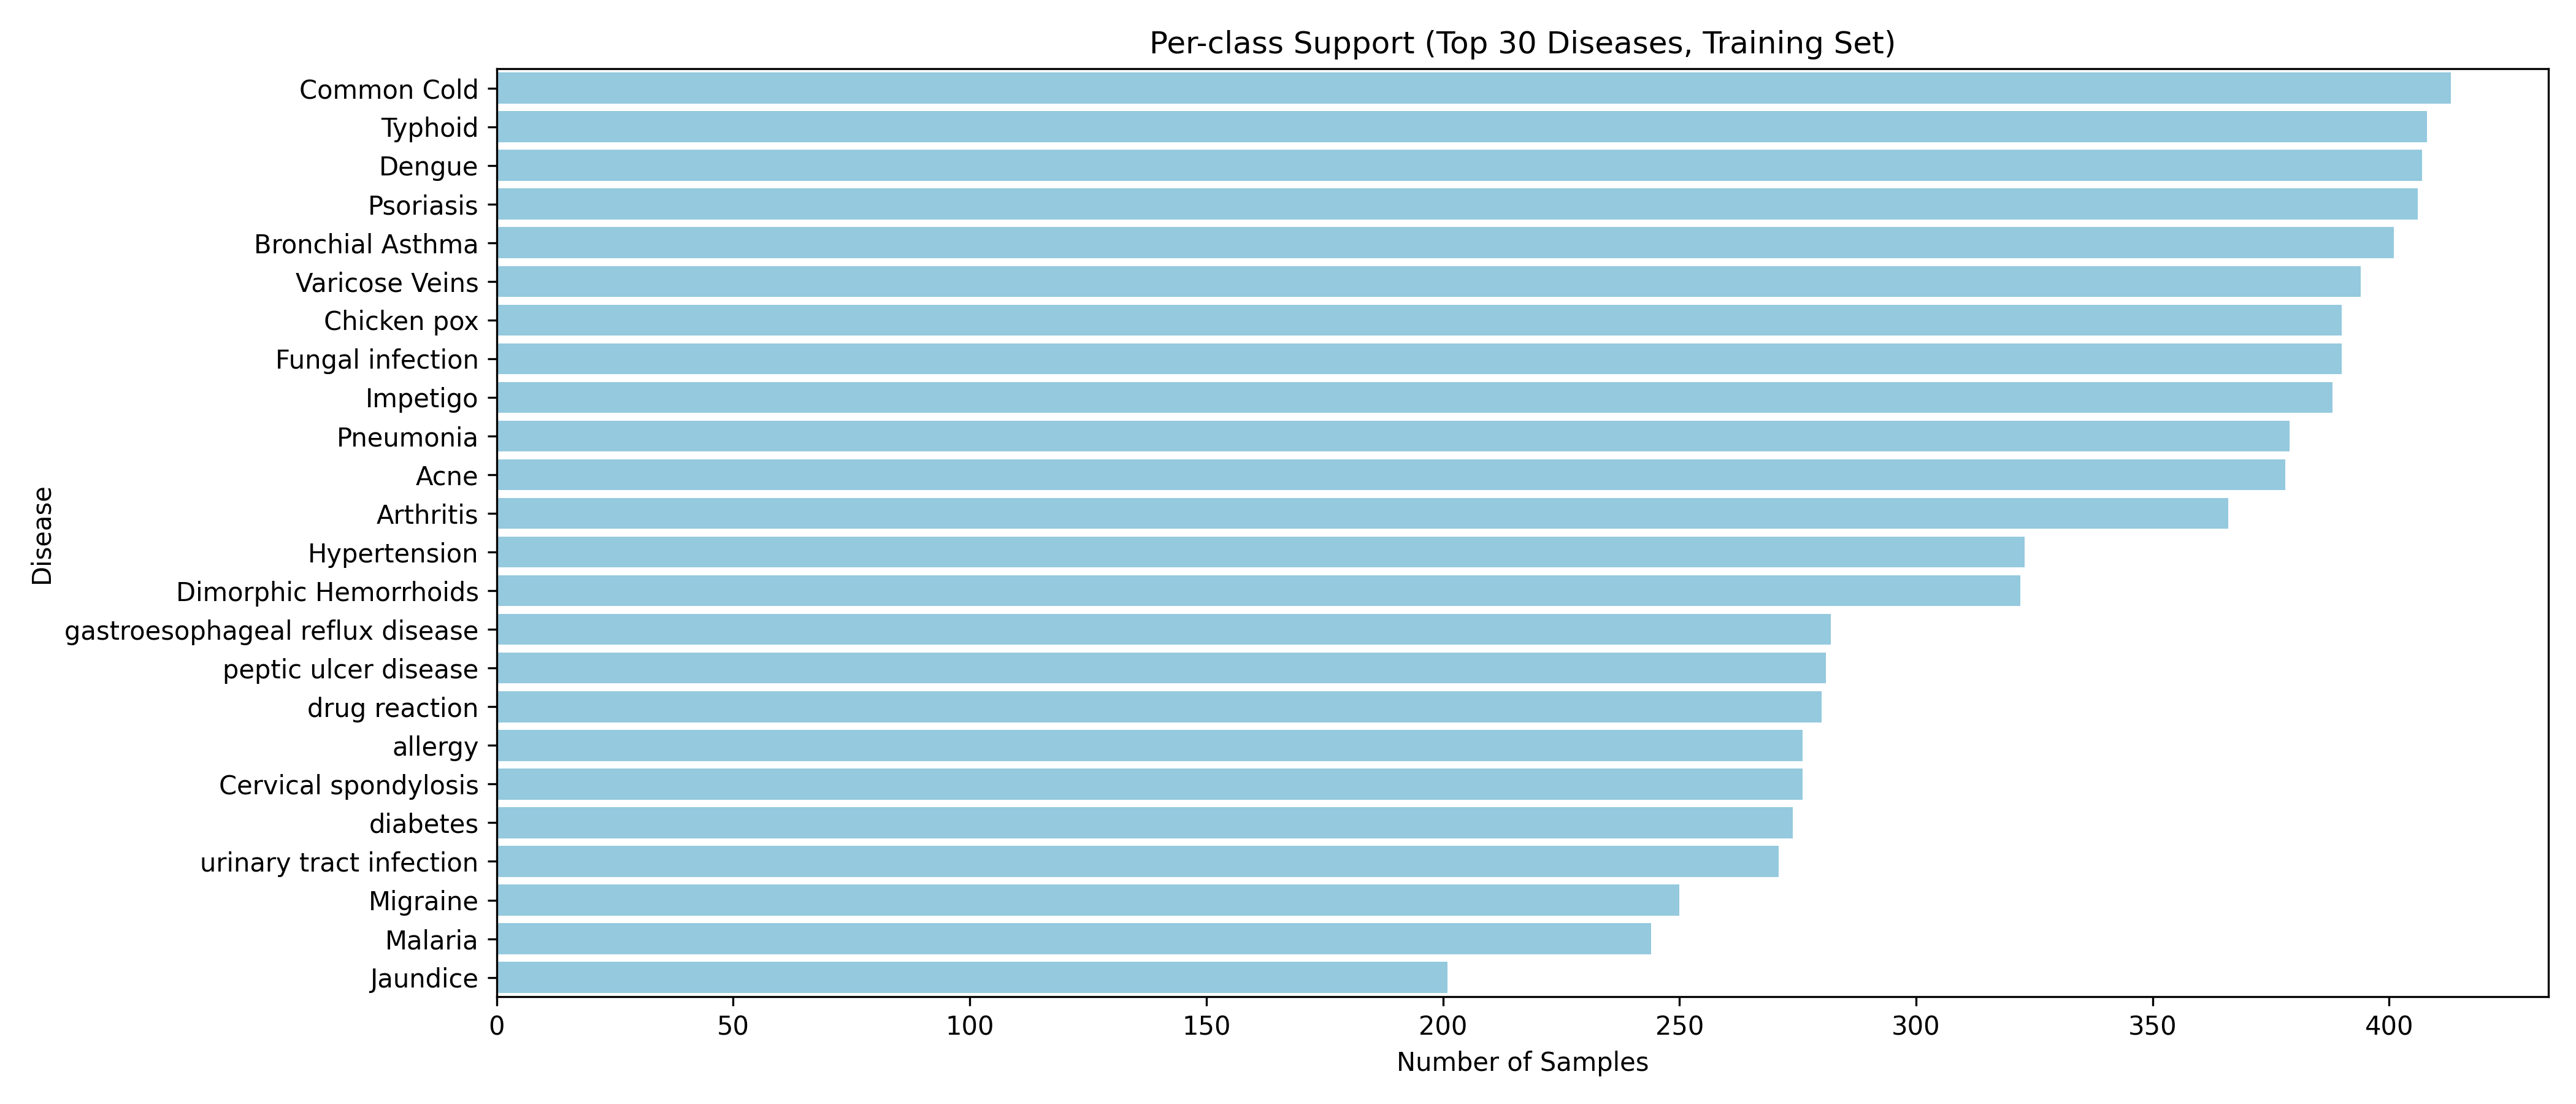 Per-class Support (Top 30 Diseases, Training Set)
Disease
Common Cold
Typhoid
Dengue
Psoriasis
Bronchial Asthma
Varicose Veins
Chicken pox
Fungal infection
Impetigo
Pneumonia
Acne
Arthritis
Hypertension
Dimorphic Hemorrhoids
gastroesophageal reflux disease
peptic ulcer disease
drug reaction
allergy
Cervical spondylosis
diabetes
urinary tract infection
Migraine
Malaria
Jaundice
0 50 100 150 200 250 300 350 400
Number of Samples